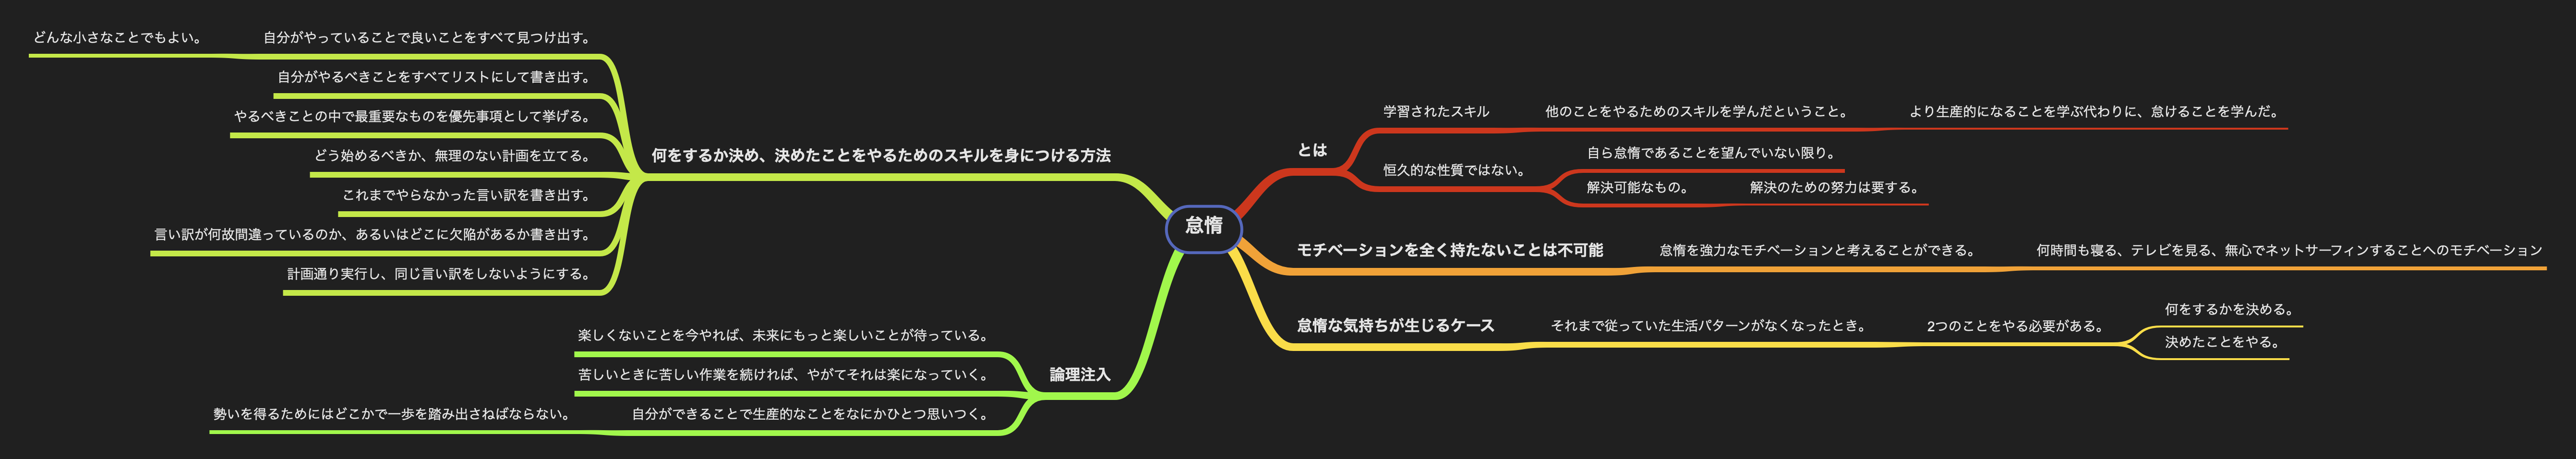 怠惰
とは
学習されたスキル
他のことをやるためのスキルを学んだということ。
より生産的になることを学ぶ代わりに、怠けることを学んだ。
恒久的な性質ではない。
自ら怠惰であることを望んでいない限り。
解決可能なもの。
解決のための努力は要する。
モチベーションを全く持たないことは不可能
怠惰を強力なモチベーションと考えることができる。
何時間も寝る、テレビを見る、無心でネットサーフィンすることへのモチベーション
怠惰な気持ちが生じるケース
それまで従っていた生活パターンがなくなったとき。
2つのことをやる必要がある。
何をするかを決める。
決めたことをやる。
何をするか決め、決めたことをやるためのスキルを身につける方法
自分がやっていることで良いことをすべて見つけ出す。
どんな小さなことでもよい。
自分がやるべきことをすべてリストにして書き出す。
やるべきことの中で最重要なものを優先事項として挙げる。
どう始めるべきか、無理のない計画を立てる。
これまでやらなかった言い訳を書き出す。
言い訳が何故間違っているのか、あるいはどこに欠陥があるか書き出す。
計画通り実行し、同じ言い訳をしないようにする。
論理注入
楽しくないことを今やれば、未来にもっと楽しいことが待っている。
苦しいときに苦しい作業を続ければ、やがてそれは楽になっていく。
自分ができることで生産的なことをなにかひとつ思いつく。
勢いを得るためにはどこかで一歩を踏み出さねばならない。